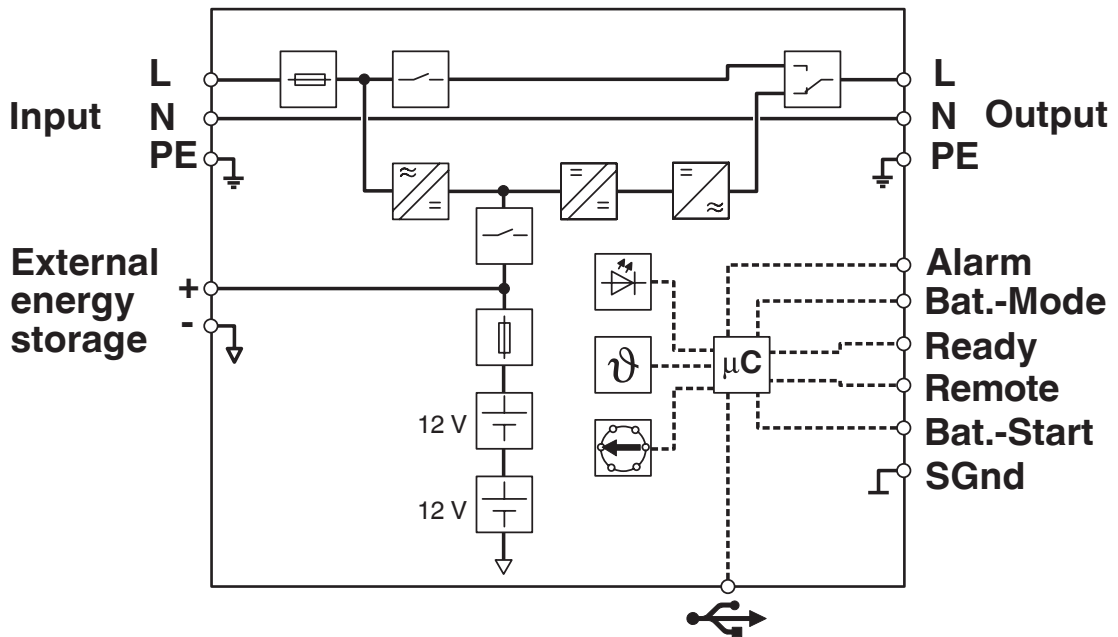 L
L
Input
N
N
Output
PE
PE
External
energy
storage
+
-
12 V
12 V
ϑ
µC
Alarm
Bat.-Mode
Ready
Remote
Bat.-Start
SGnd